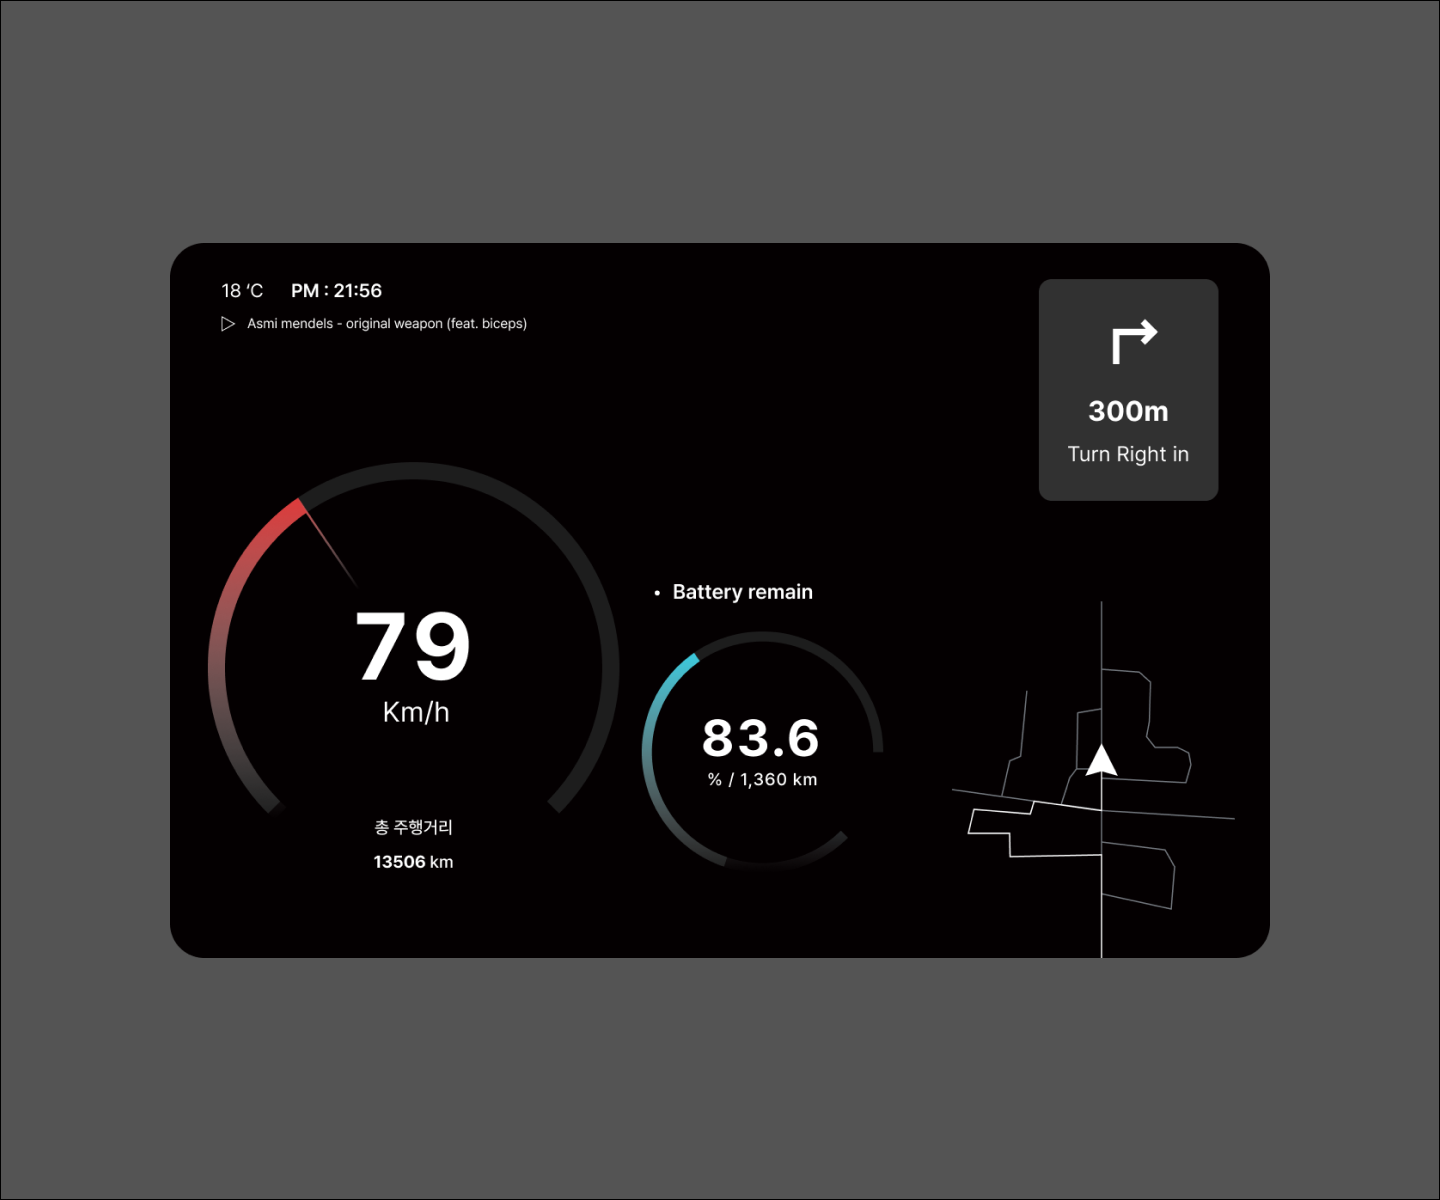 18 ‘C PM : 21:56
Asmi mendels - original weapon (feat. biceps)
300m
Turn Right in
79
Km/h
총 주행거리
13506 km
Battery remain
83.6
% / 1,360 km